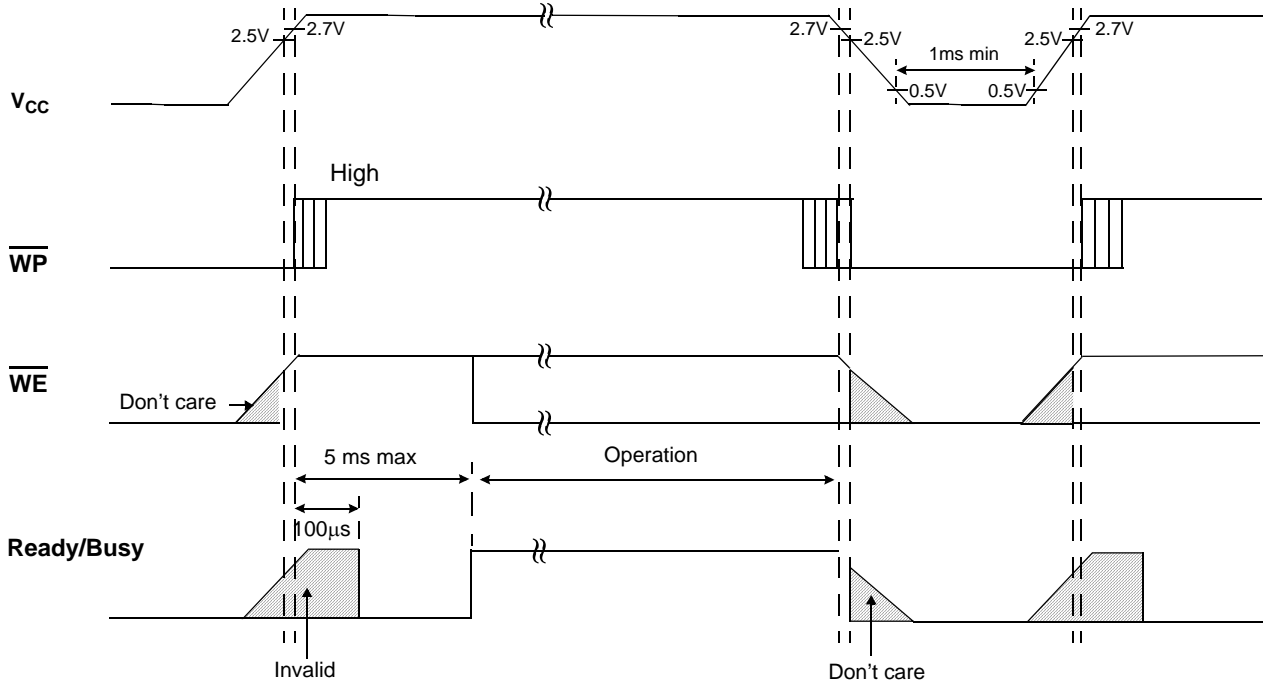 2.5V
2.7V
2.7V
2.5V
1ms min
2.5V
2.7V
0.5V
0.5V
VCC
High
WP
WE
Don't care
5 ms max
Operation
100µs
Ready/Busy
Invalid
Don't care